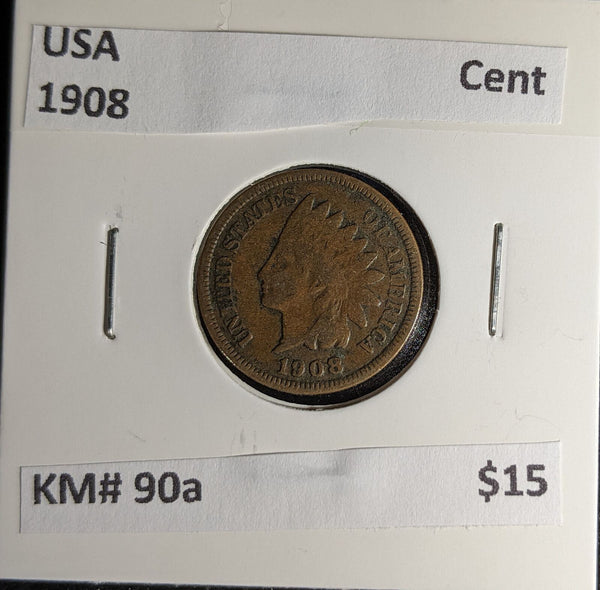 USA
Cent
1908
UNITED STATES OF AMERICA
1908
KM# 90a
$15